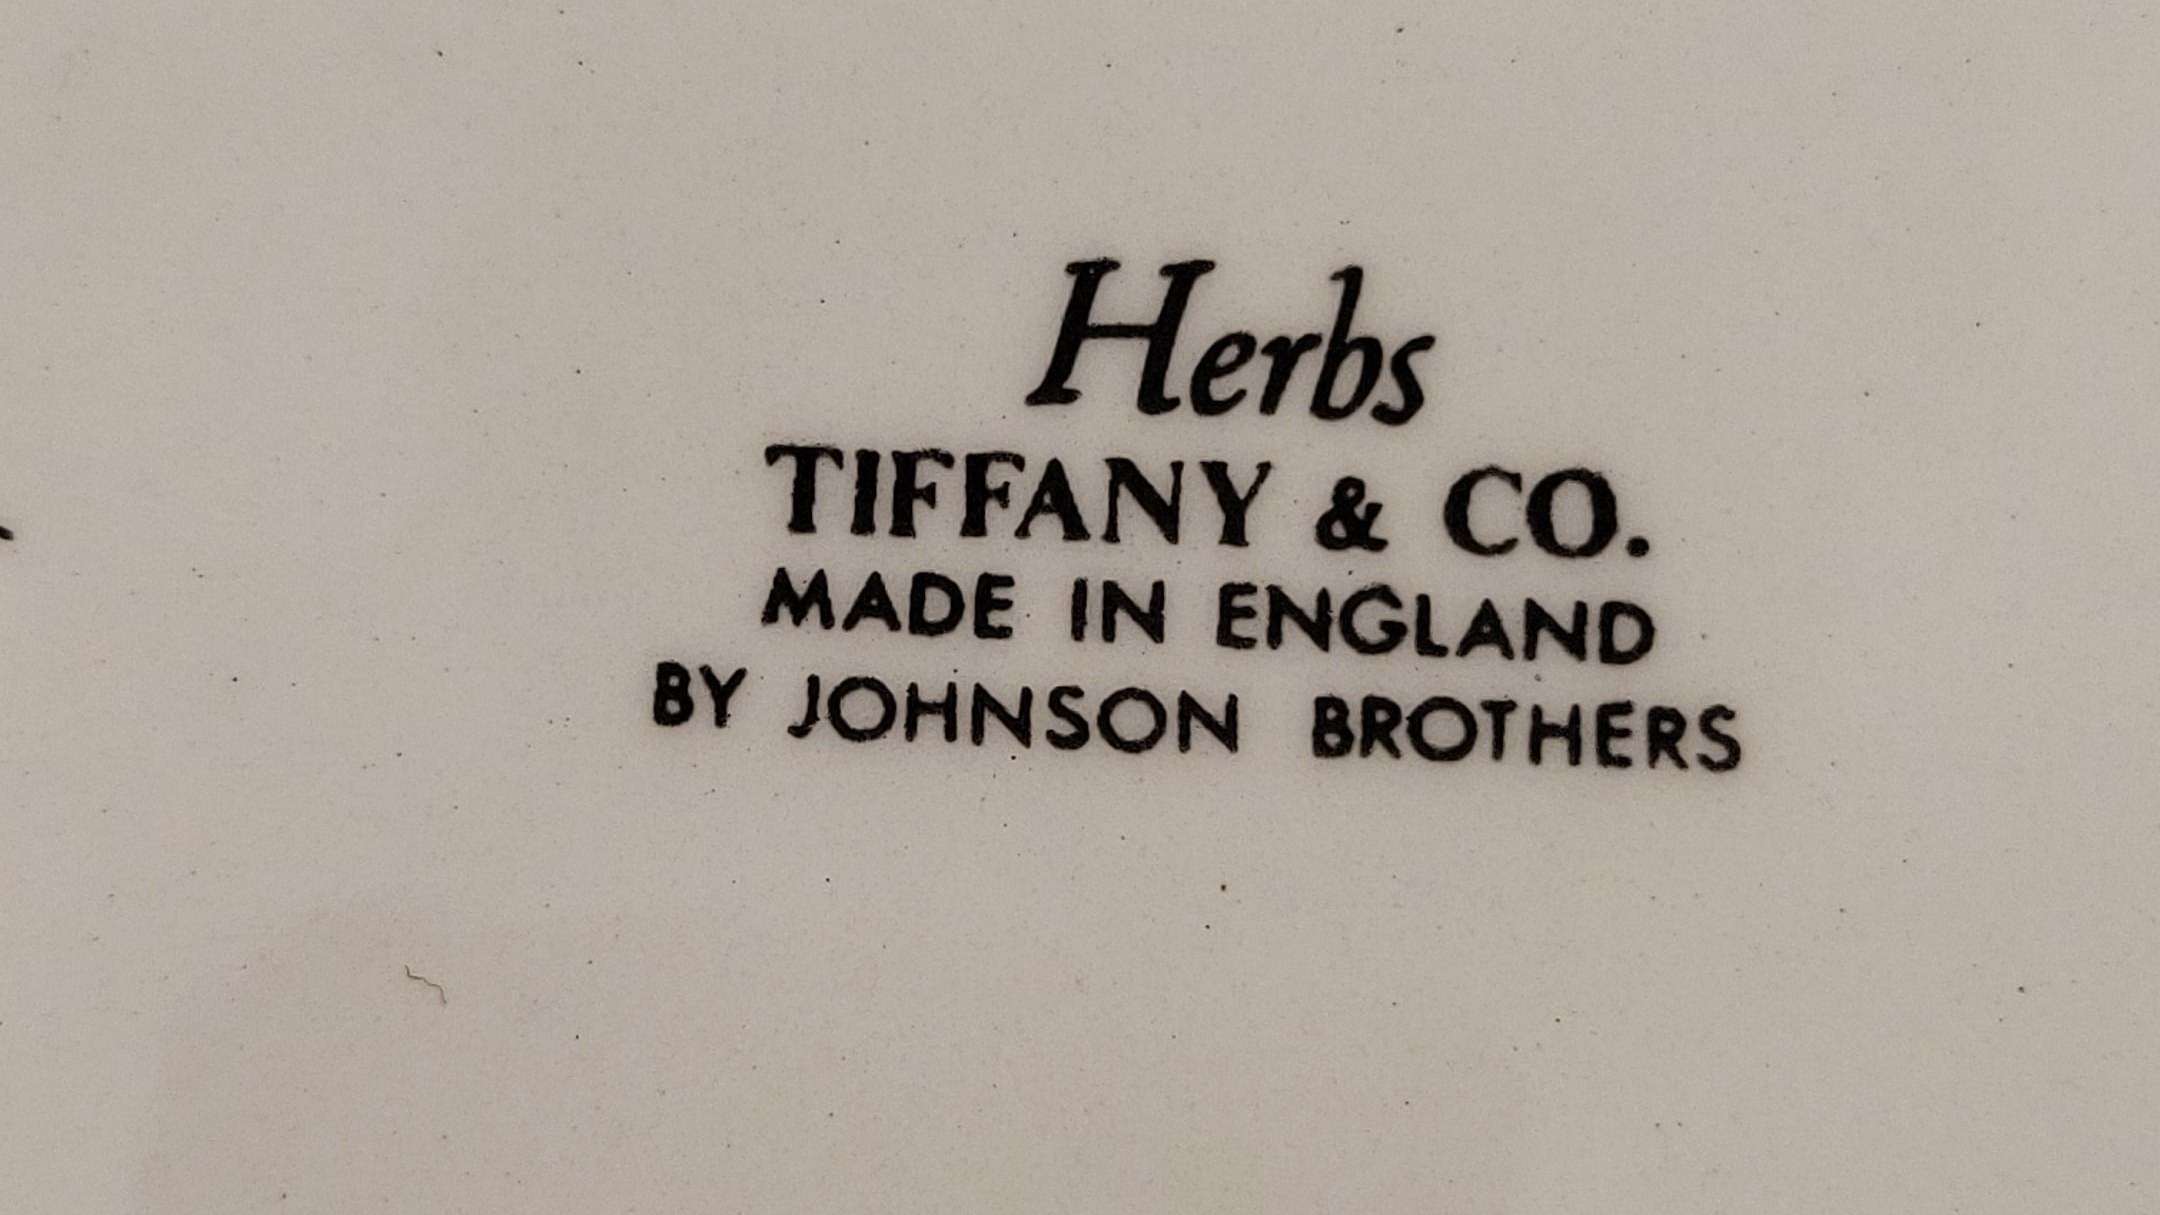 Herbs
TIFFANY & CO.
MADE IN ENGLAND
BY JOHNSON BROTHERS